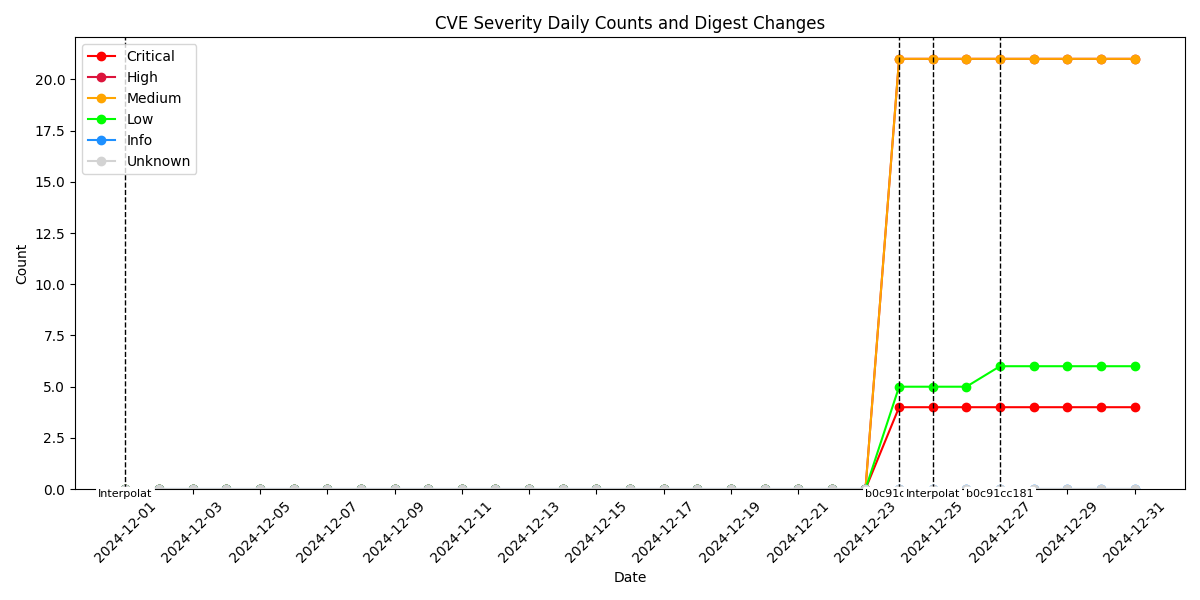 CVE Severity Daily Counts and Digest Changes
Critical
High
Medium
Low
Info
Unknown
20.0
17.5
15.0
12.5
10.0
7.5
5.0
2.5
0.0
Count
Interpolat
b0c91c
Interpolat
b0c91cc181
2024-12-01
2024-12-03
2024-12-05
2024-12-07
2024-12-09
2024-12-11
2024-12-13
2024-12-15
2024-12-17
2024-12-19
2024-12-21
2024-12-23
2024-12-25
2024-12-27
2024-12-29
2024-12-31
Date